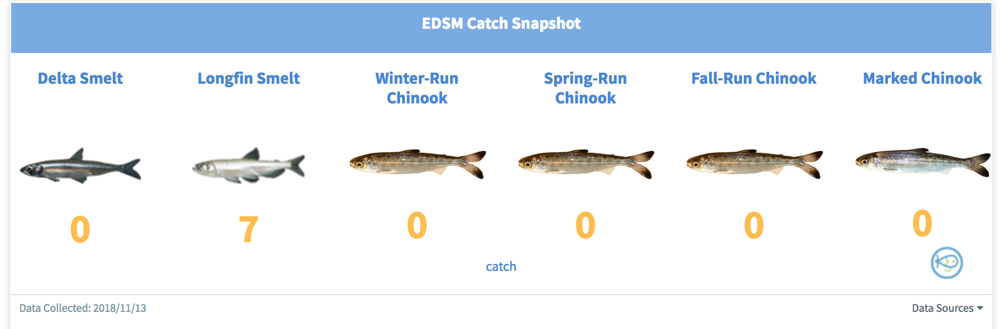 EDSM Catch Snapshot
Delta Smelt
Longfin Smelt
Winter-Run
Chinook
Spring-Run
Chinook
Fall-Run Chinook
Marked Chinook
0
7
0
0
0
0
catch
Data Collected: 2018/11/13
Data Sources